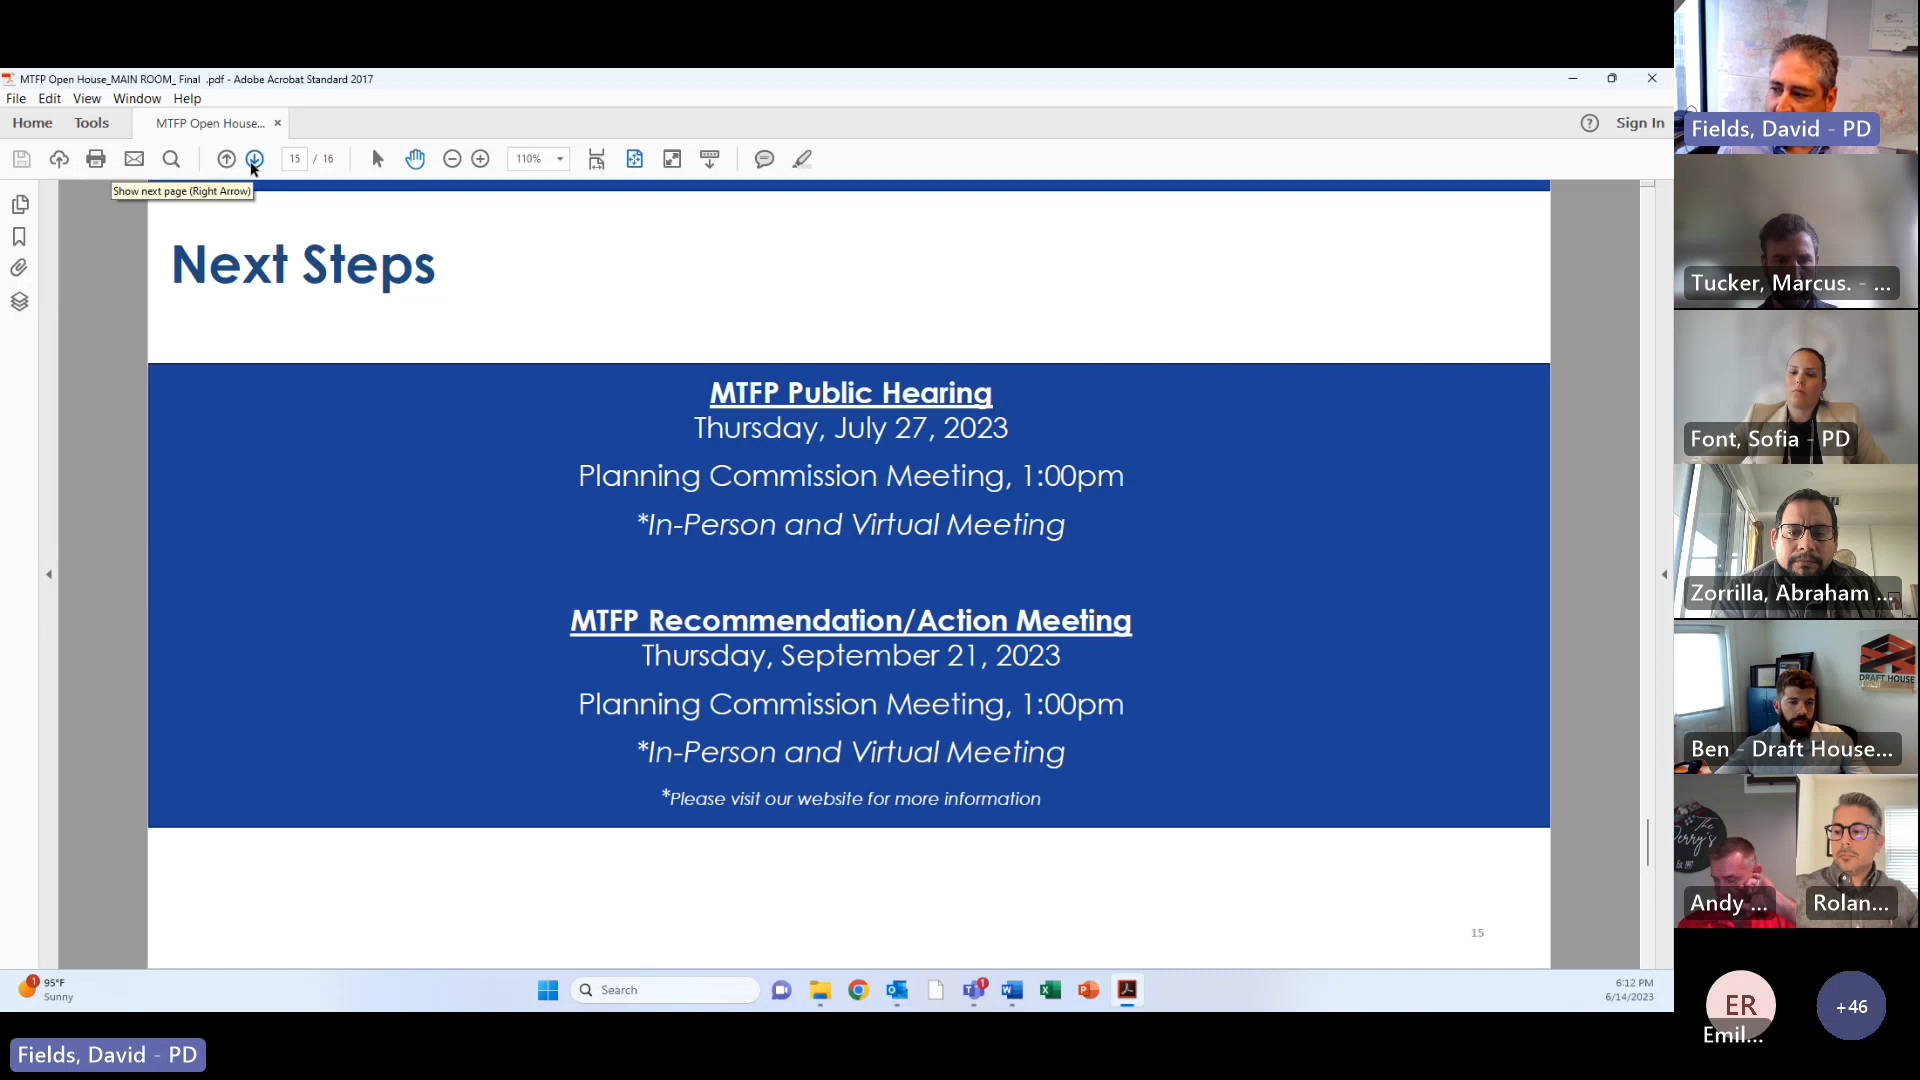 MTFP Open House_MAIN ROOM_ Final .pdf - Adobe Acrobat Standard 2017
File Edit View Window Help
Home Tools MTFP Open House... × Sign In
15 / 16 110%
Show next page (Right Arrow)
Next Steps
MTFP Public Hearing
Thursday, July 27, 2023
Planning Commission Meeting, 1:00pm
*In-Person and Virtual Meeting
MTFP Recommendation/Action Meeting
Thursday, September 21, 2023
Planning Commission Meeting, 1:00pm
*In-Person and Virtual Meeting
*Please visit our website for more information
15
1
95°F
Sunny
Search
1
6:12 PM
6/14/2023
Fields, David - PD
Fields, David - PD
Tucker, Marcus. - ...
Font, Sofia - PD
Zorrilla, Abraham ...
DRAFT HOUSE
Ben - Draft House...
The
Est. 1997
Andy ...
Rolan...
ER
Emil...
+46